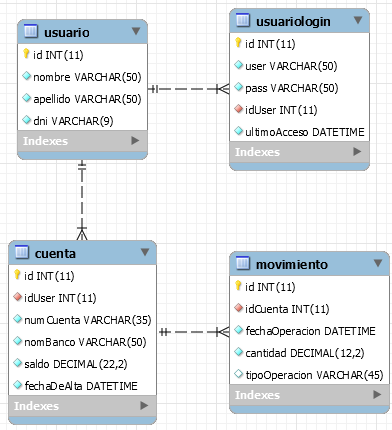 usuario
id INT(11)
nombre VARCHAR(50)
apellido VARCHAR(50)
dni VARCHAR(9)
Indexes
usuariologin
id INT(11)
user VARCHAR(50)
pass VARCHAR(50)
idUser INT(11)
ultimoAcceso DATETIME
Indexes
cuenta
id INT(11)
idUser INT(11)
numCuenta VARCHAR(35)
nomBanco VARCHAR(50)
saldo DECIMAL(22,2)
fechaDeAlta DATETIME
Indexes
movimiento
id INT(11)
idCuenta INT(11)
fechaOperacion DATETIME
cantidad DECIMAL(12,2)
tipoOperacion VARCHAR(45)
Indexes